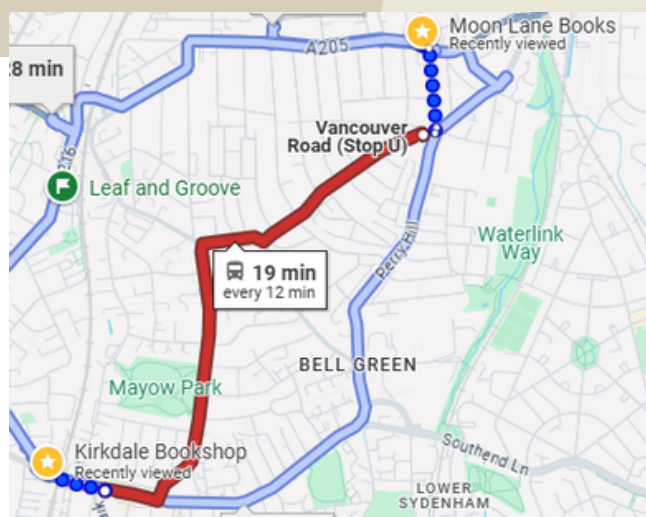 Moon Lane Books
Recently viewed
A205
28 min
Vancouver
Road (Stop U)
Leaf and Groove
Perry Hill
Waterlink
Way
19 min
every 12 min
BELL GREEN
Mayow Park
Kirkdale Bookshop
Recently viewed
Southend Ln
LOWER
SYDENHAM